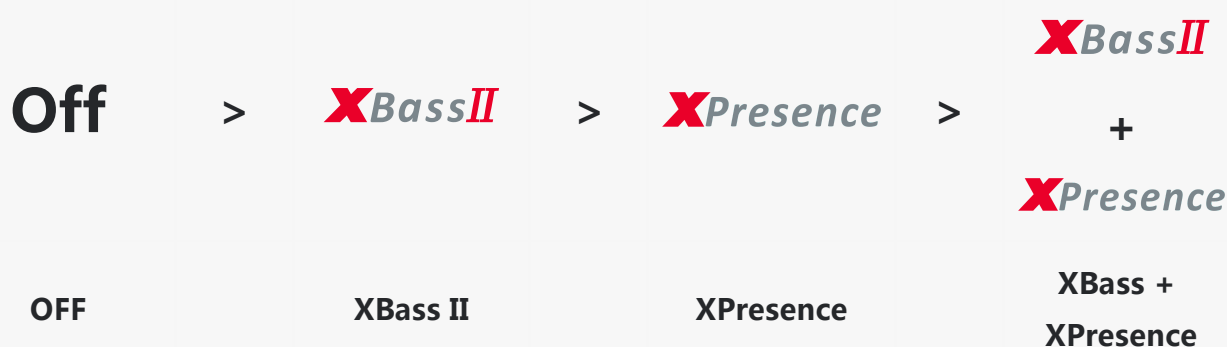 Off > XBassII > XPresence > XBassII
+
XPresence
OFF XBass II XPresence XBass +
XPresence